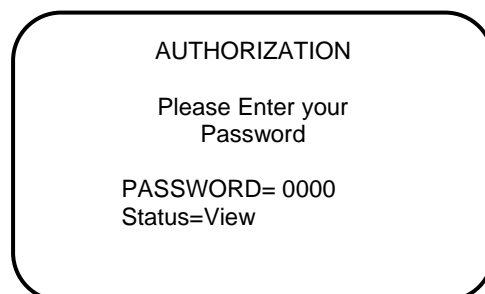 AUTHORIZATION
Please Enter your
Password
PASSWORD= 0000
Status=View